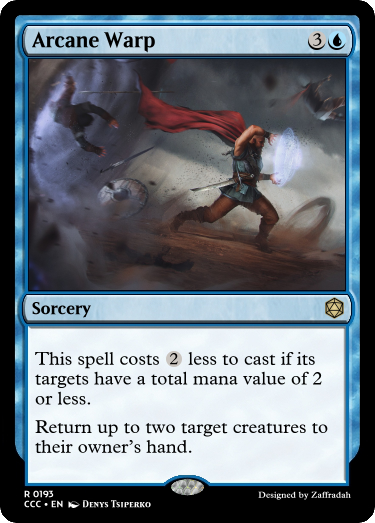 Arcane Warp 3
Sorcery
This spell costs 2 less to cast if its
targets have a total mana value of 2
or less.
Return up to two target creatures to
their owner's hand.
R 0193
CCC • EN Denys Tsiperko
Designed by Zaffradah